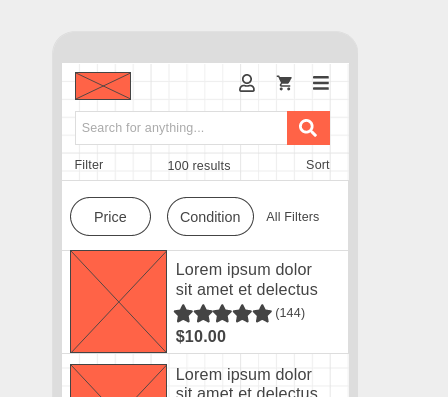 Search for anything...
Filter 100 results Sort
Price Condition All Filters
Lorem ipsum dolor
sit amet et delectus
(144)
$10.00
Lorem ipsum dolor
sit amet et delectus